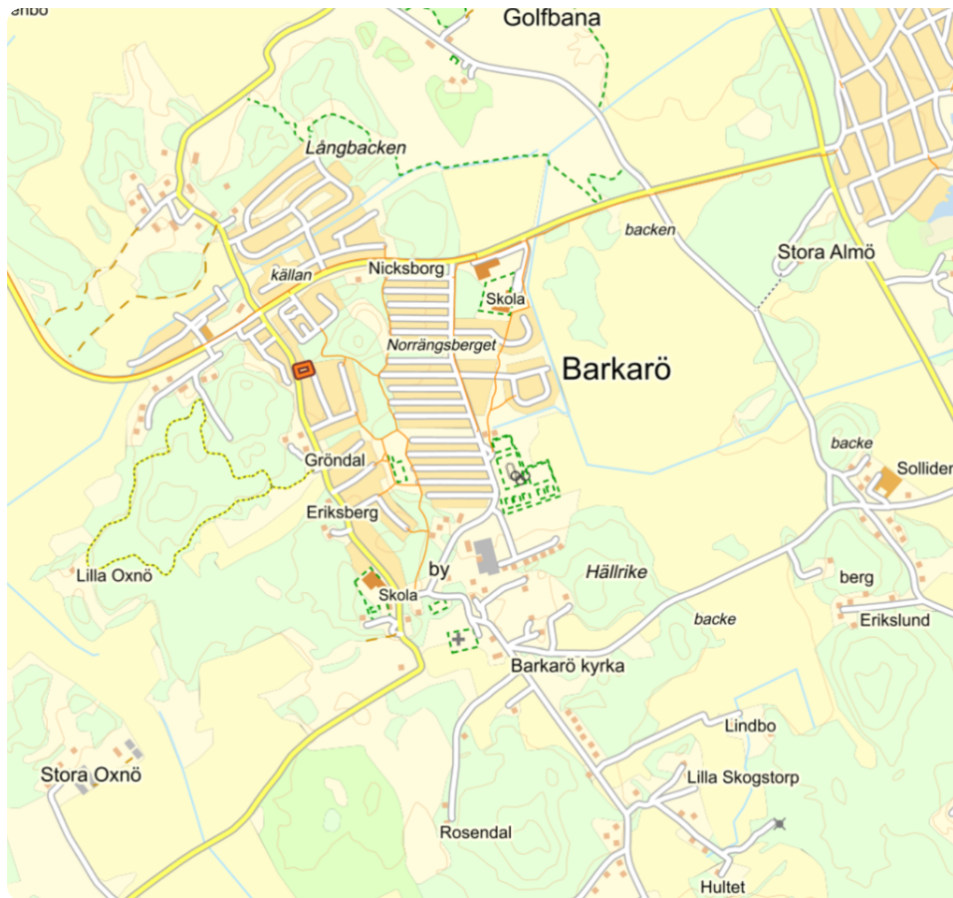 Golfbana
Långbacken
backen
Stora Almö
källan
Nicksborg
Skola
Norrängsberget
Barkarö
backe
Gröndal
Sollider
Eriksberg
by
Hällrike
Lilla Oxnö
berg
Skola
backe
Erikslund
Barkarö kyrka
Lindbo
Stora Oxnö
Lilla Skogstorp
Rosendal
Hultet